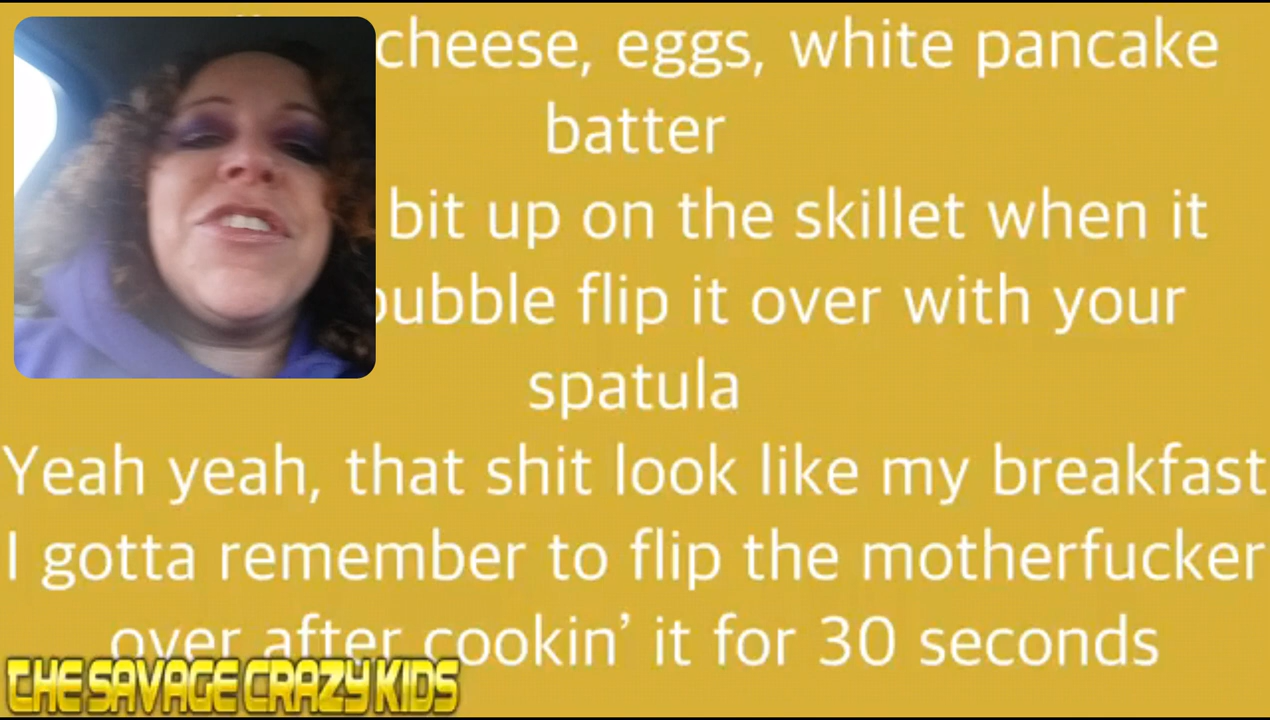 cheese, eggs, white pancake
batter
bit up on the skillet when it
bubble flip it over with your
spatula
Yeah yeah, that shit look like my breakfast
I gotta remember to flip the motherfucker
over after cookin’ it for 30 seconds
THE SAVAGE CRAZY KIDS